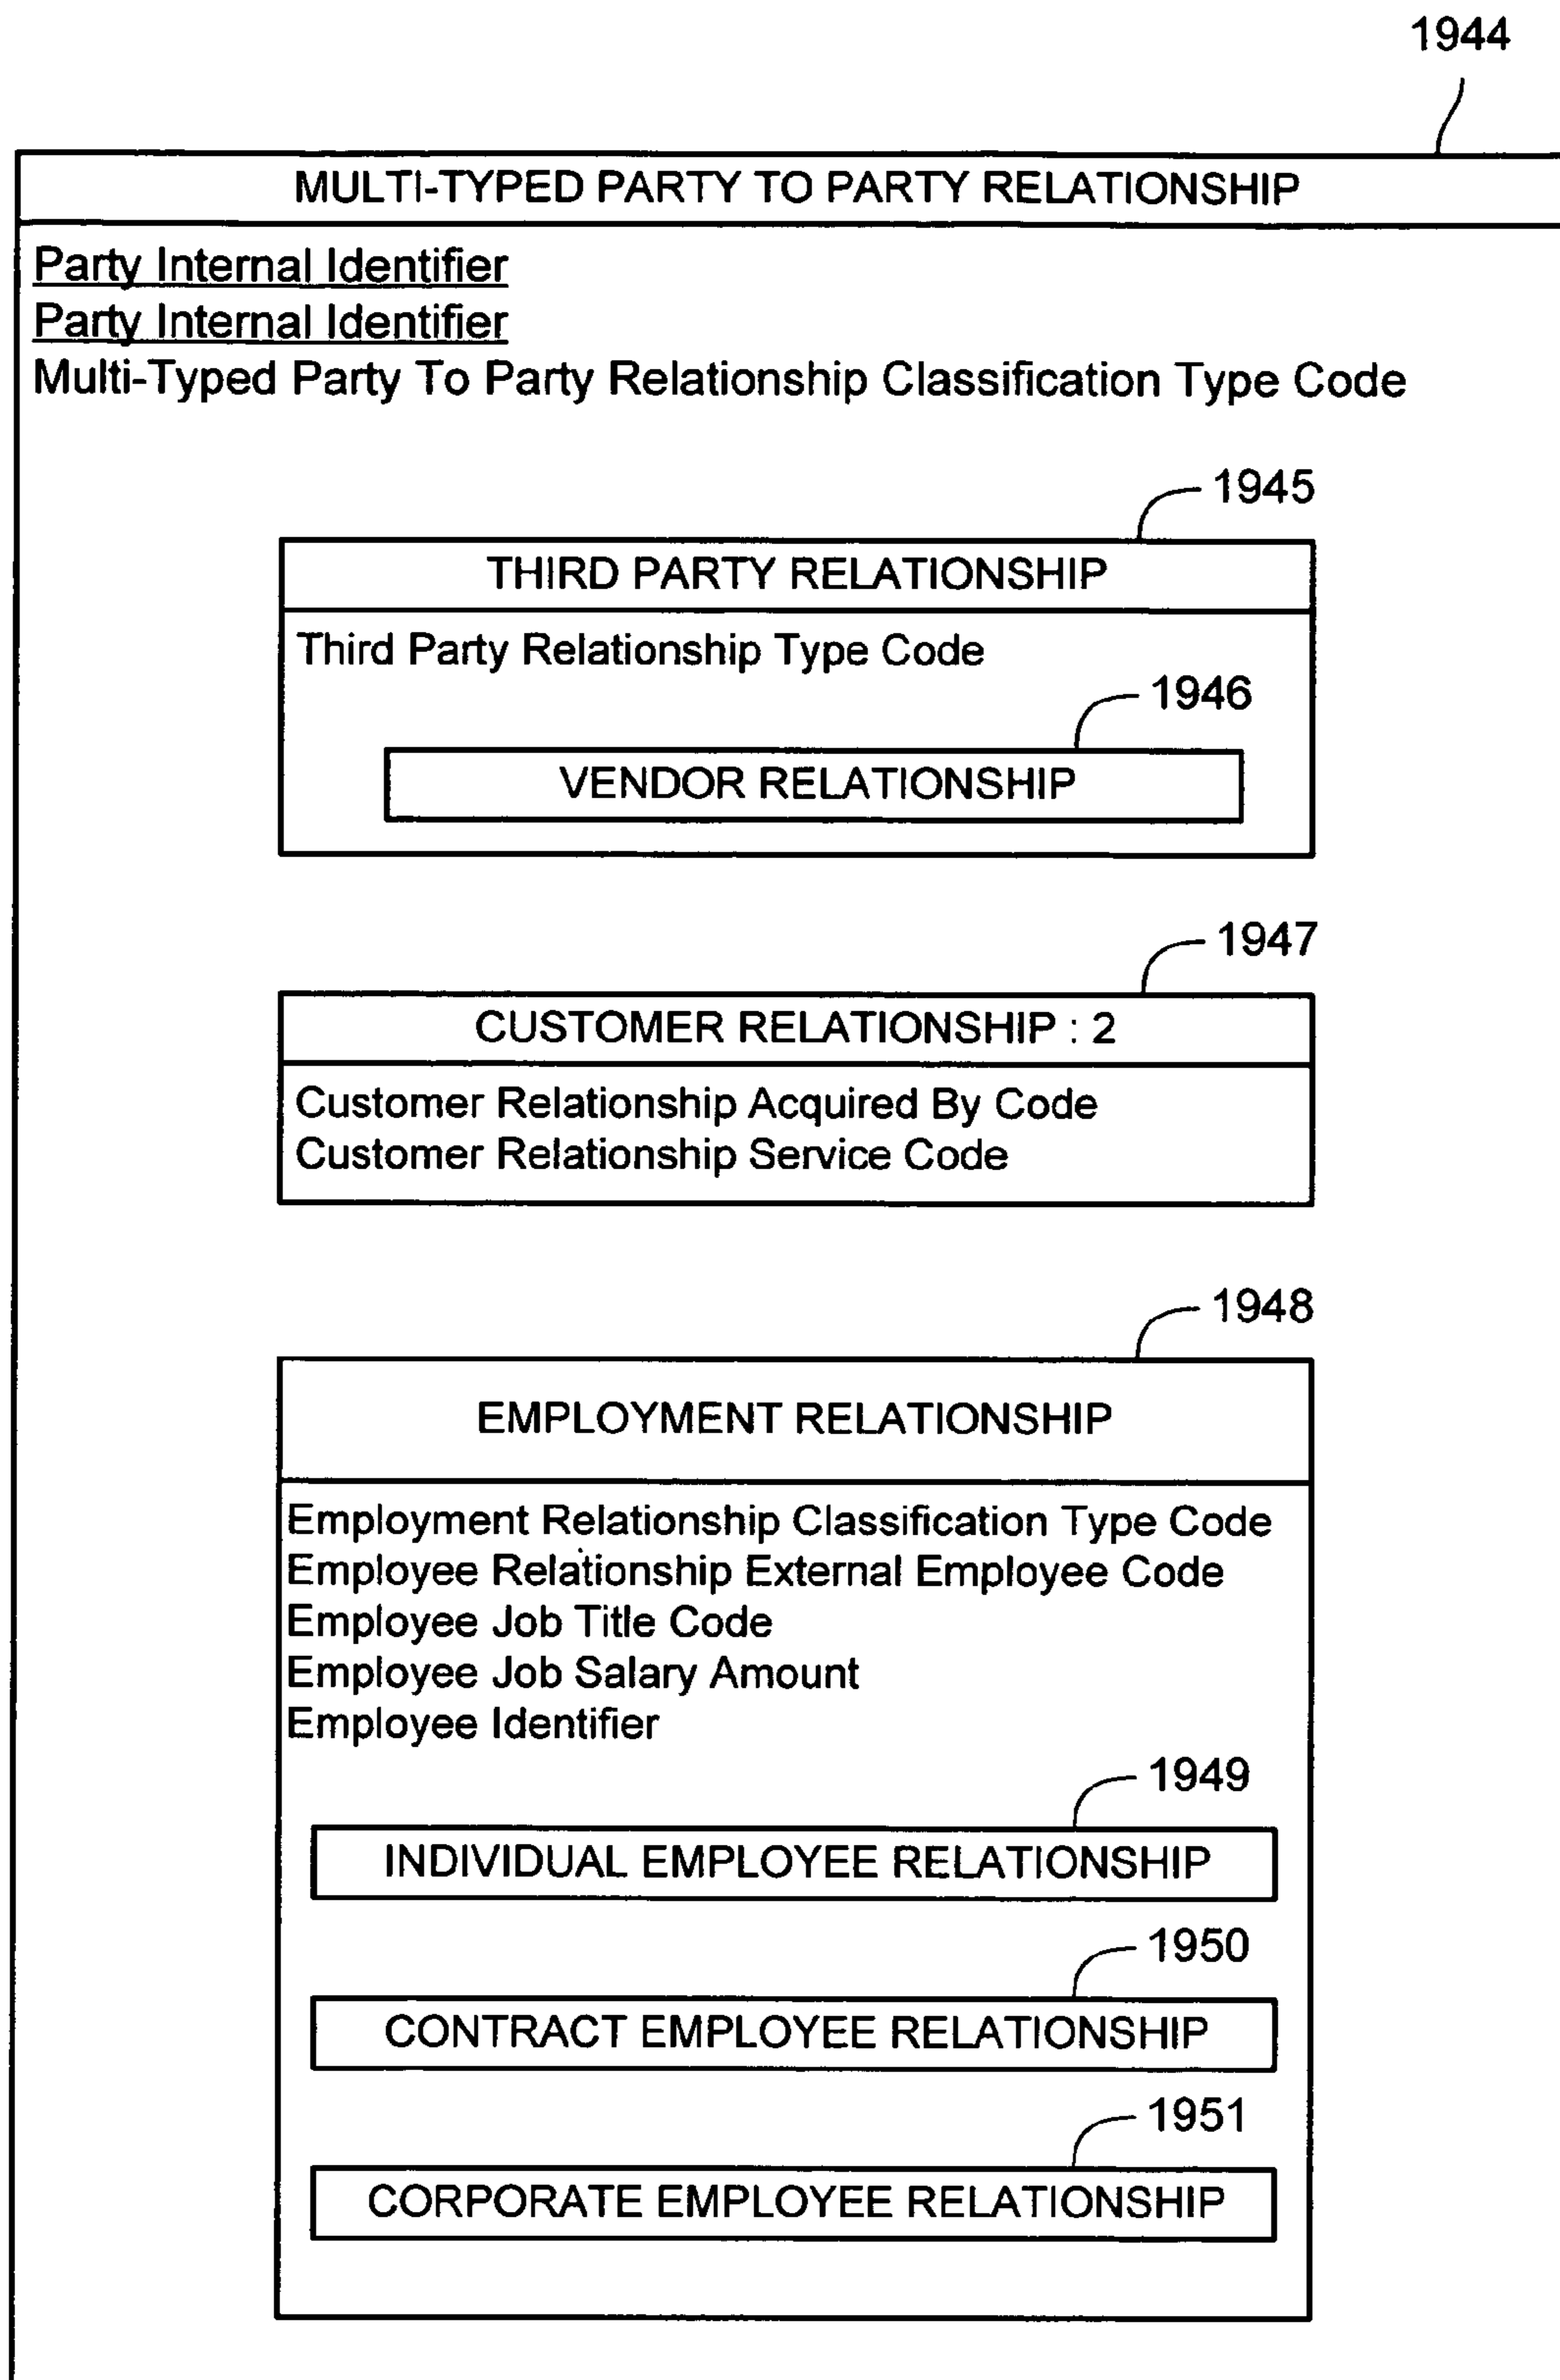 1944
MULTI-TYPED PARTY TO PARTY RELATIONSHIP
Party Internal Identifier
Party Internal Identifier
Multi-Typed Party To Party Relationship Classification Type Code
1945
THIRD PARTY RELATIONSHIP
Third Party Relationship Type Code
1946
VENDOR RELATIONSHIP
1947
CUSTOMER RELATIONSHIP : 2
Customer Relationship Acquired By Code
Customer Relationship Service Code
1948
EMPLOYMENT RELATIONSHIP
Employment Relationship Classification Type Code
Employee Relationship External Employee Code
Employee Job Title Code
Employee Job Salary Amount
Employee Identifier
1949
INDIVIDUAL EMPLOYEE RELATIONSHIP
1950
CONTRACT EMPLOYEE RELATIONSHIP
1951
CORPORATE EMPLOYEE RELATIONSHIP